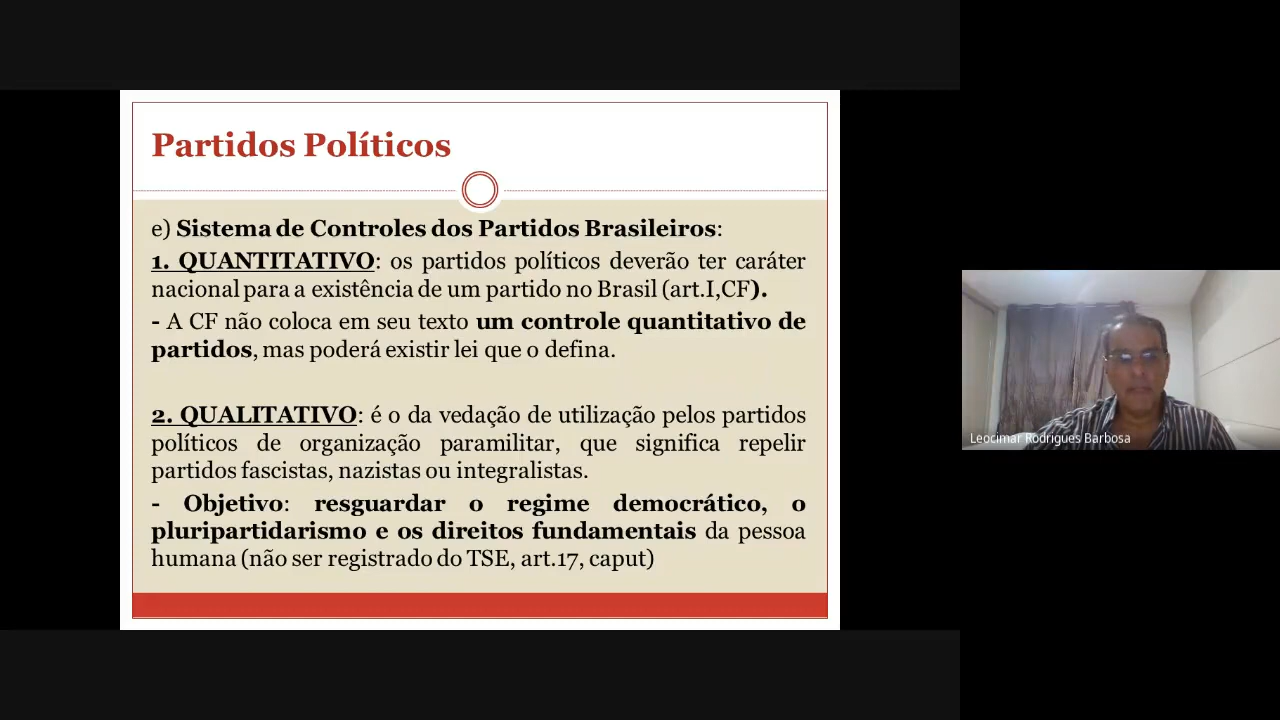 Partidos Políticos
e) Sistema de Controles dos Partidos Brasileiros:
1. QUANTITATIVO: os partidos políticos deverão ter caráter
nacional para a existência de um partido no Brasil (art.I,CF).
- A CF não coloca em seu texto um controle quantitativo de
partidos, mas poderá existir lei que o defina.
2. QUALITATIVO: é o da vedação de utilização pelos partidos
políticos de organização paramilitar, que significa repelir
partidos fascistas, nazistas ou integralistas.
- Objetivo: resguardar o regime democrático, o
pluripartidarismo e os direitos fundamentais da pessoa
humana (não ser registrado do TSE, art.17, caput)
Leocimar Rodrigues Barbosa